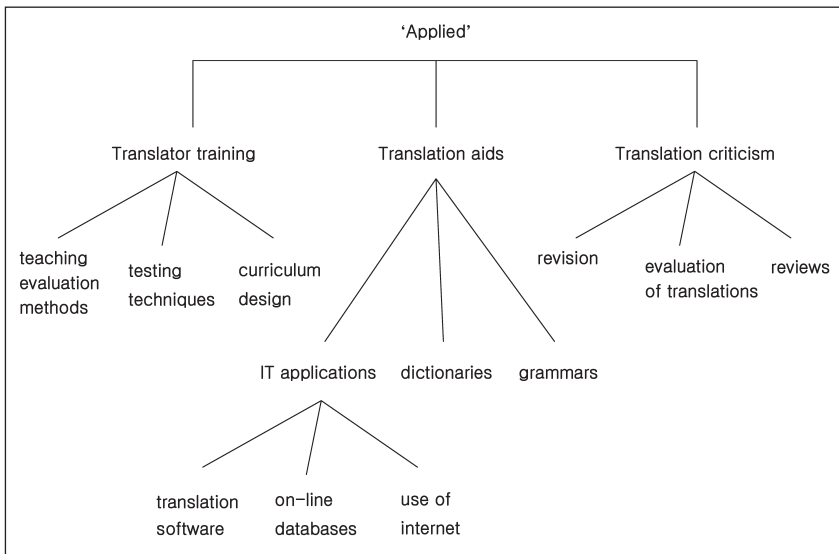 ‘Applied’
Translator training
Translation aids
Translation criticism
teaching
evaluation
methods
testing
techniques
curriculum
design
revision
evaluation
of translations
reviews
IT applications
dictionaries
grammars
translation
software
on-line
databases
use of
internet